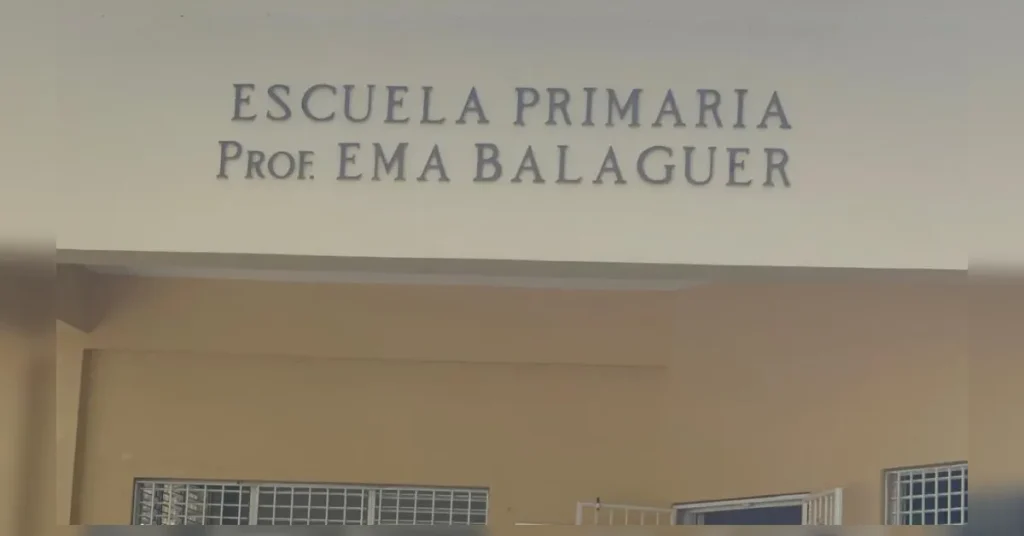 ESCUELA PRIMARIA
PROF. EMA BALAGUER